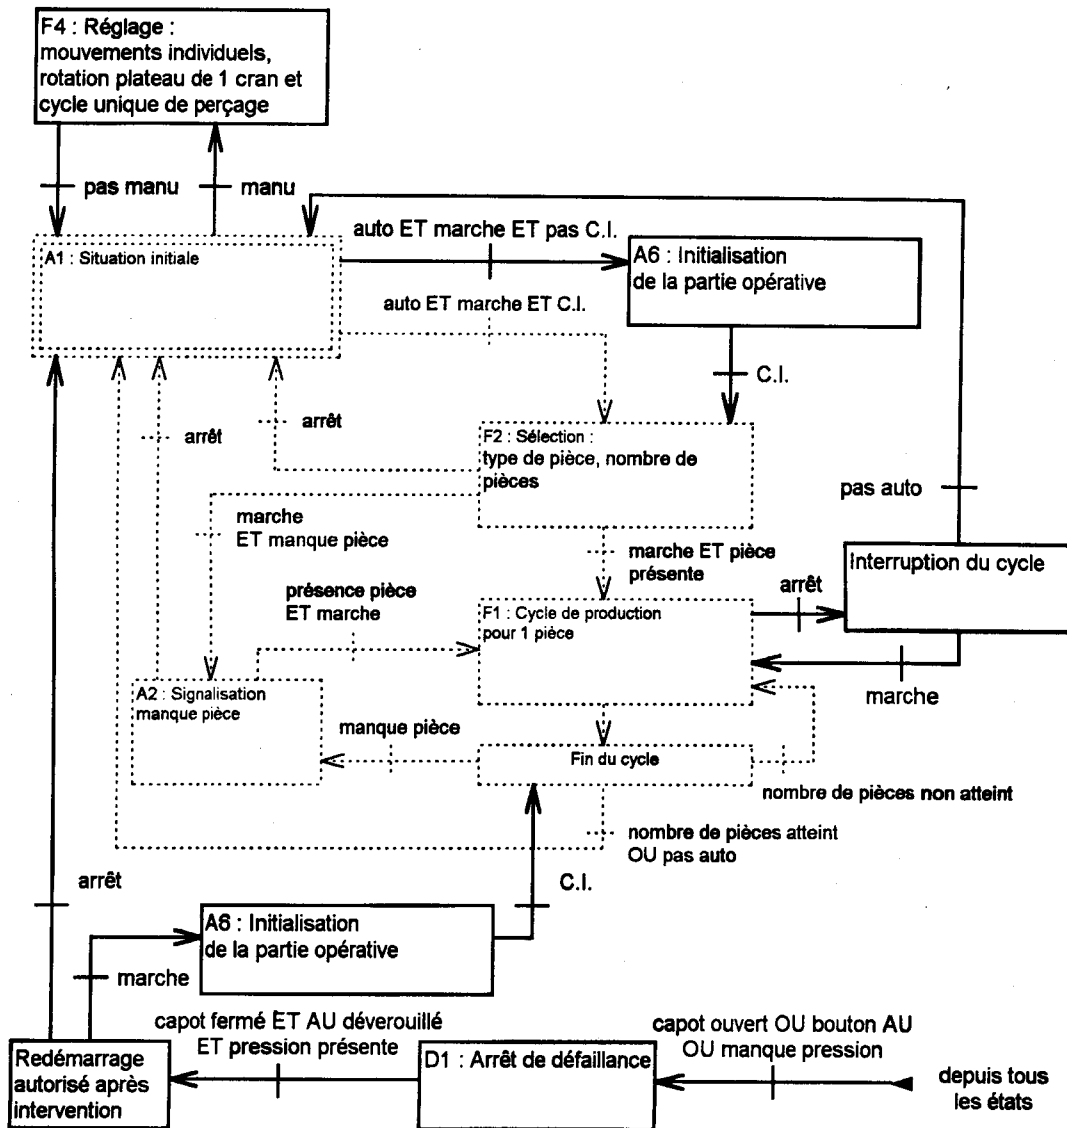 F4 : Réglage :
mouvements individuels,
rotation plateau de 1 cran et
cycle unique de perçage
pas manu
manu
auto ET marche ET pas C.I.
A1 : Situation initiale
A6 : Initialisation
de la partie opérative
auto ET marche ET C.I.
C.I.
arrêt
arrêt
F2 : Sélection :
type de pièce, nombre de
pièces
pas auto
marche
ET manque pièce
marche ET pièce
présente
Interruption du cycle
présence pièce
ET marche
arrêt
F1 : Cycle de production
pour 1 pièce
A2 : Signalisation
manque pièce
marche
manque pièce
Fin du cycle
nombre de pièces non atteint
nombre de pièces atteint
OU pas auto
arrêt
C.I.
A6 : Initialisation
de la partie opérative
marche
capot fermé ET AU déverouillé
ET pression présente
capot ouvert OU bouton AU
OU manque pression
Redémarrage
autorisé après
intervention
D1 : Arrêt de défaillance
depuis tous
les états